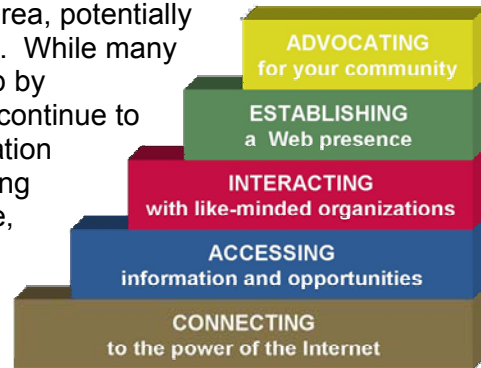 rea, potentially
. While many
by
continue to
ation
ng
e,
ADVOCATING
for your community
ESTABLISHING
a Web presence
INTERACTING
with like-minded organizations
ACCESSING
information and opportunities
CONNECTING
to the power of the Internet